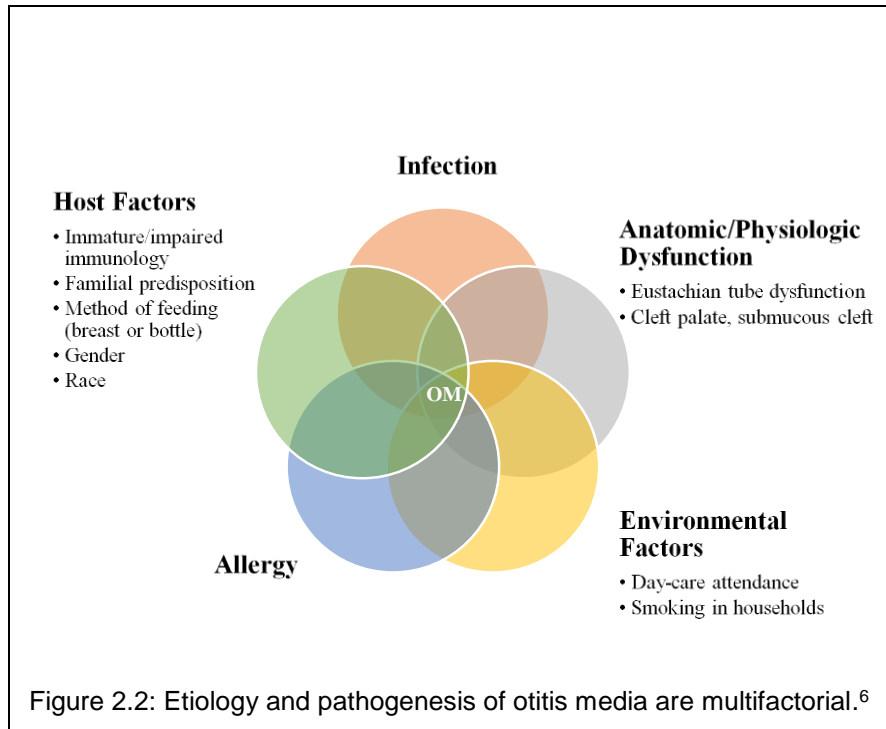 Infection
Host Factors
• Immature/impaired
immunology
• Familial predisposition
• Method of feeding
(breast or bottle)
• Gender
• Race
Anatomic/Physiologic
Dysfunction
• Eustachian tube dysfunction
• Cleft palate, submucous cleft
OM
Allergy
Environmental
Factors
• Day-care attendance
• Smoking in households
Figure 2.2: Etiology and pathogenesis of otitis media are multifactorial.⁶